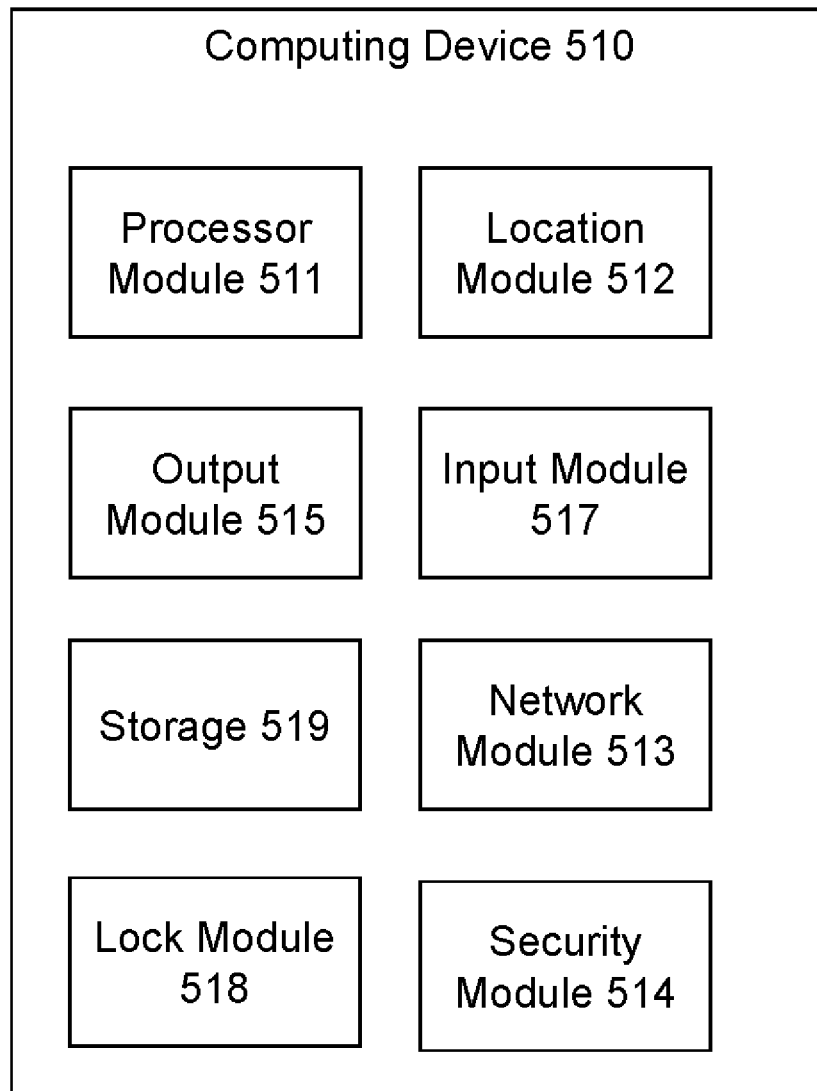 Computing Device 510
Processor
Module 511
Location
Module 512
Output
Module 515
Input Module
517
Storage 519
Network
Module 513
Lock Module
518
Security
Module 514